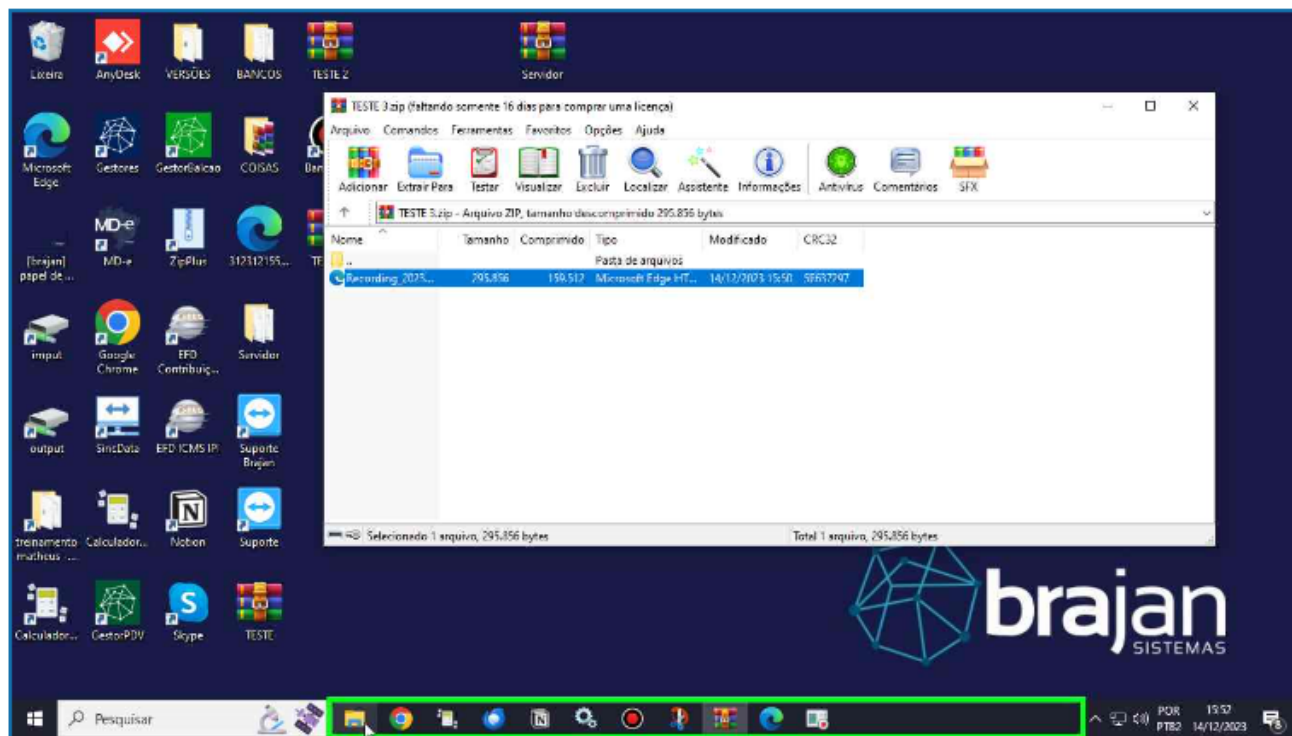 Lixeira
AnyDesk
VERSÕES
BANCOS
TESTE 2
Servidor
TESTE 3.zip (faltando somente 16 dias para comprar uma licença)
Arquivo Comandos Ferramentas Favoritos Opções Ajuda
Adicionar Extrair Para Testar Visualizar Excluir Localizar Assistente Informações Antivírus Comentários SFX
TESTE 3.zip - Arquivo ZIP, tamanho descomprimido 295.856 bytes
Nome Tamanho Comprimido Tipo Modificado CRC32
..
Pasta de arquivos
Recording_2023... 295.856 159.512 Microsoft Edge HT... 14/12/2023 15:50 5F637297
Selecionado 1 arquivo, 295.856 bytes
Total 1 arquivo, 295.856 bytes
Microsoft
Edge
Gestores
GestorBalcao
COISAS
Ban
[brajan]
papel de ...
MD-e
MD-e
ZipPlus
312312155...
TE
imput
Google
Chrome
EFD
Contribuiç...
Servidor
output
SincData
EFD ICMS IPI
Suporte
Brajan
treinamento
matheus ...
Calculador...
Notion
Suporte
Calculador...
GestorPDV
Skype
TESTE
brajan
SISTEMAS
Pesquisar
POR
PTB2
15:52
14/12/2023